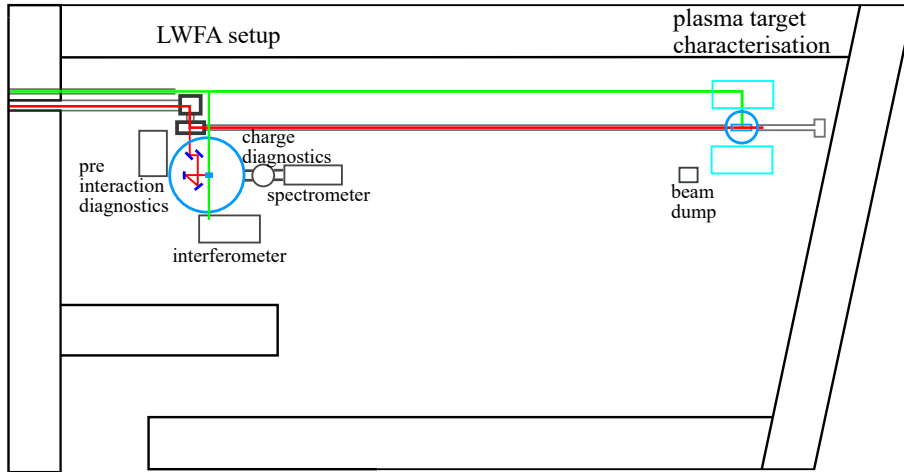 LWFA setup
plasma target
characterisation
charge
diagnostics
pre
interaction
diagnostics
spectrometer
beam
dump
interferometer